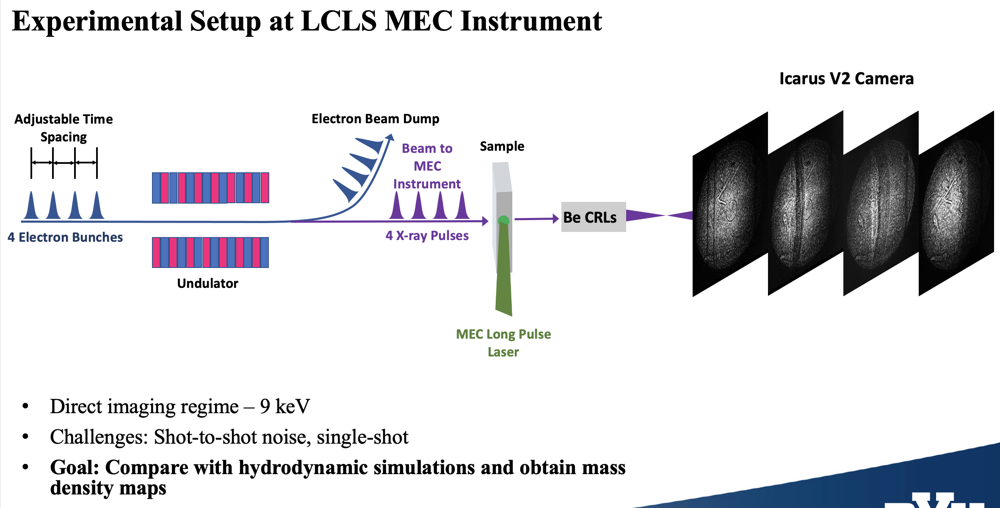 Experimental Setup at LCLS MEC Instrument
Icarus V2 Camera
Adjustable Time
Spacing
Electron Beam Dump
Beam to
MEC
Instrument
Sample
Be CRLs
4 Electron Bunches
4 X-ray Pulses
Undulator
MEC Long Pulse
Laser
• Direct imaging regime – 9 keV
• Challenges: Shot-to-shot noise, single-shot
• Goal: Compare with hydrodynamic simulations and obtain mass
density maps